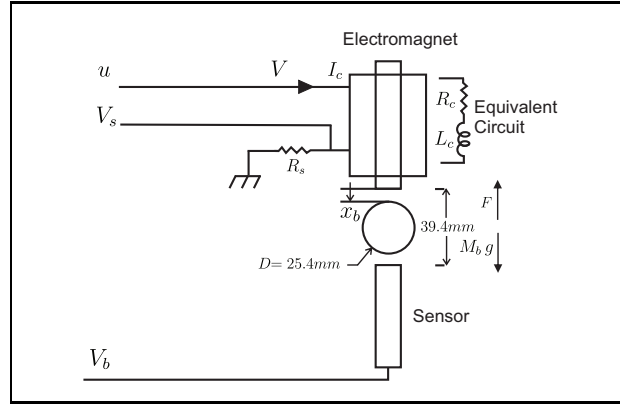 Electromagnet
u
V
I_c
V_s
R_c
Equivalent
Circuit
L_c
R_s
x_b
F
39.4mm
M_b g
D= 25.4mm
Sensor
V_b